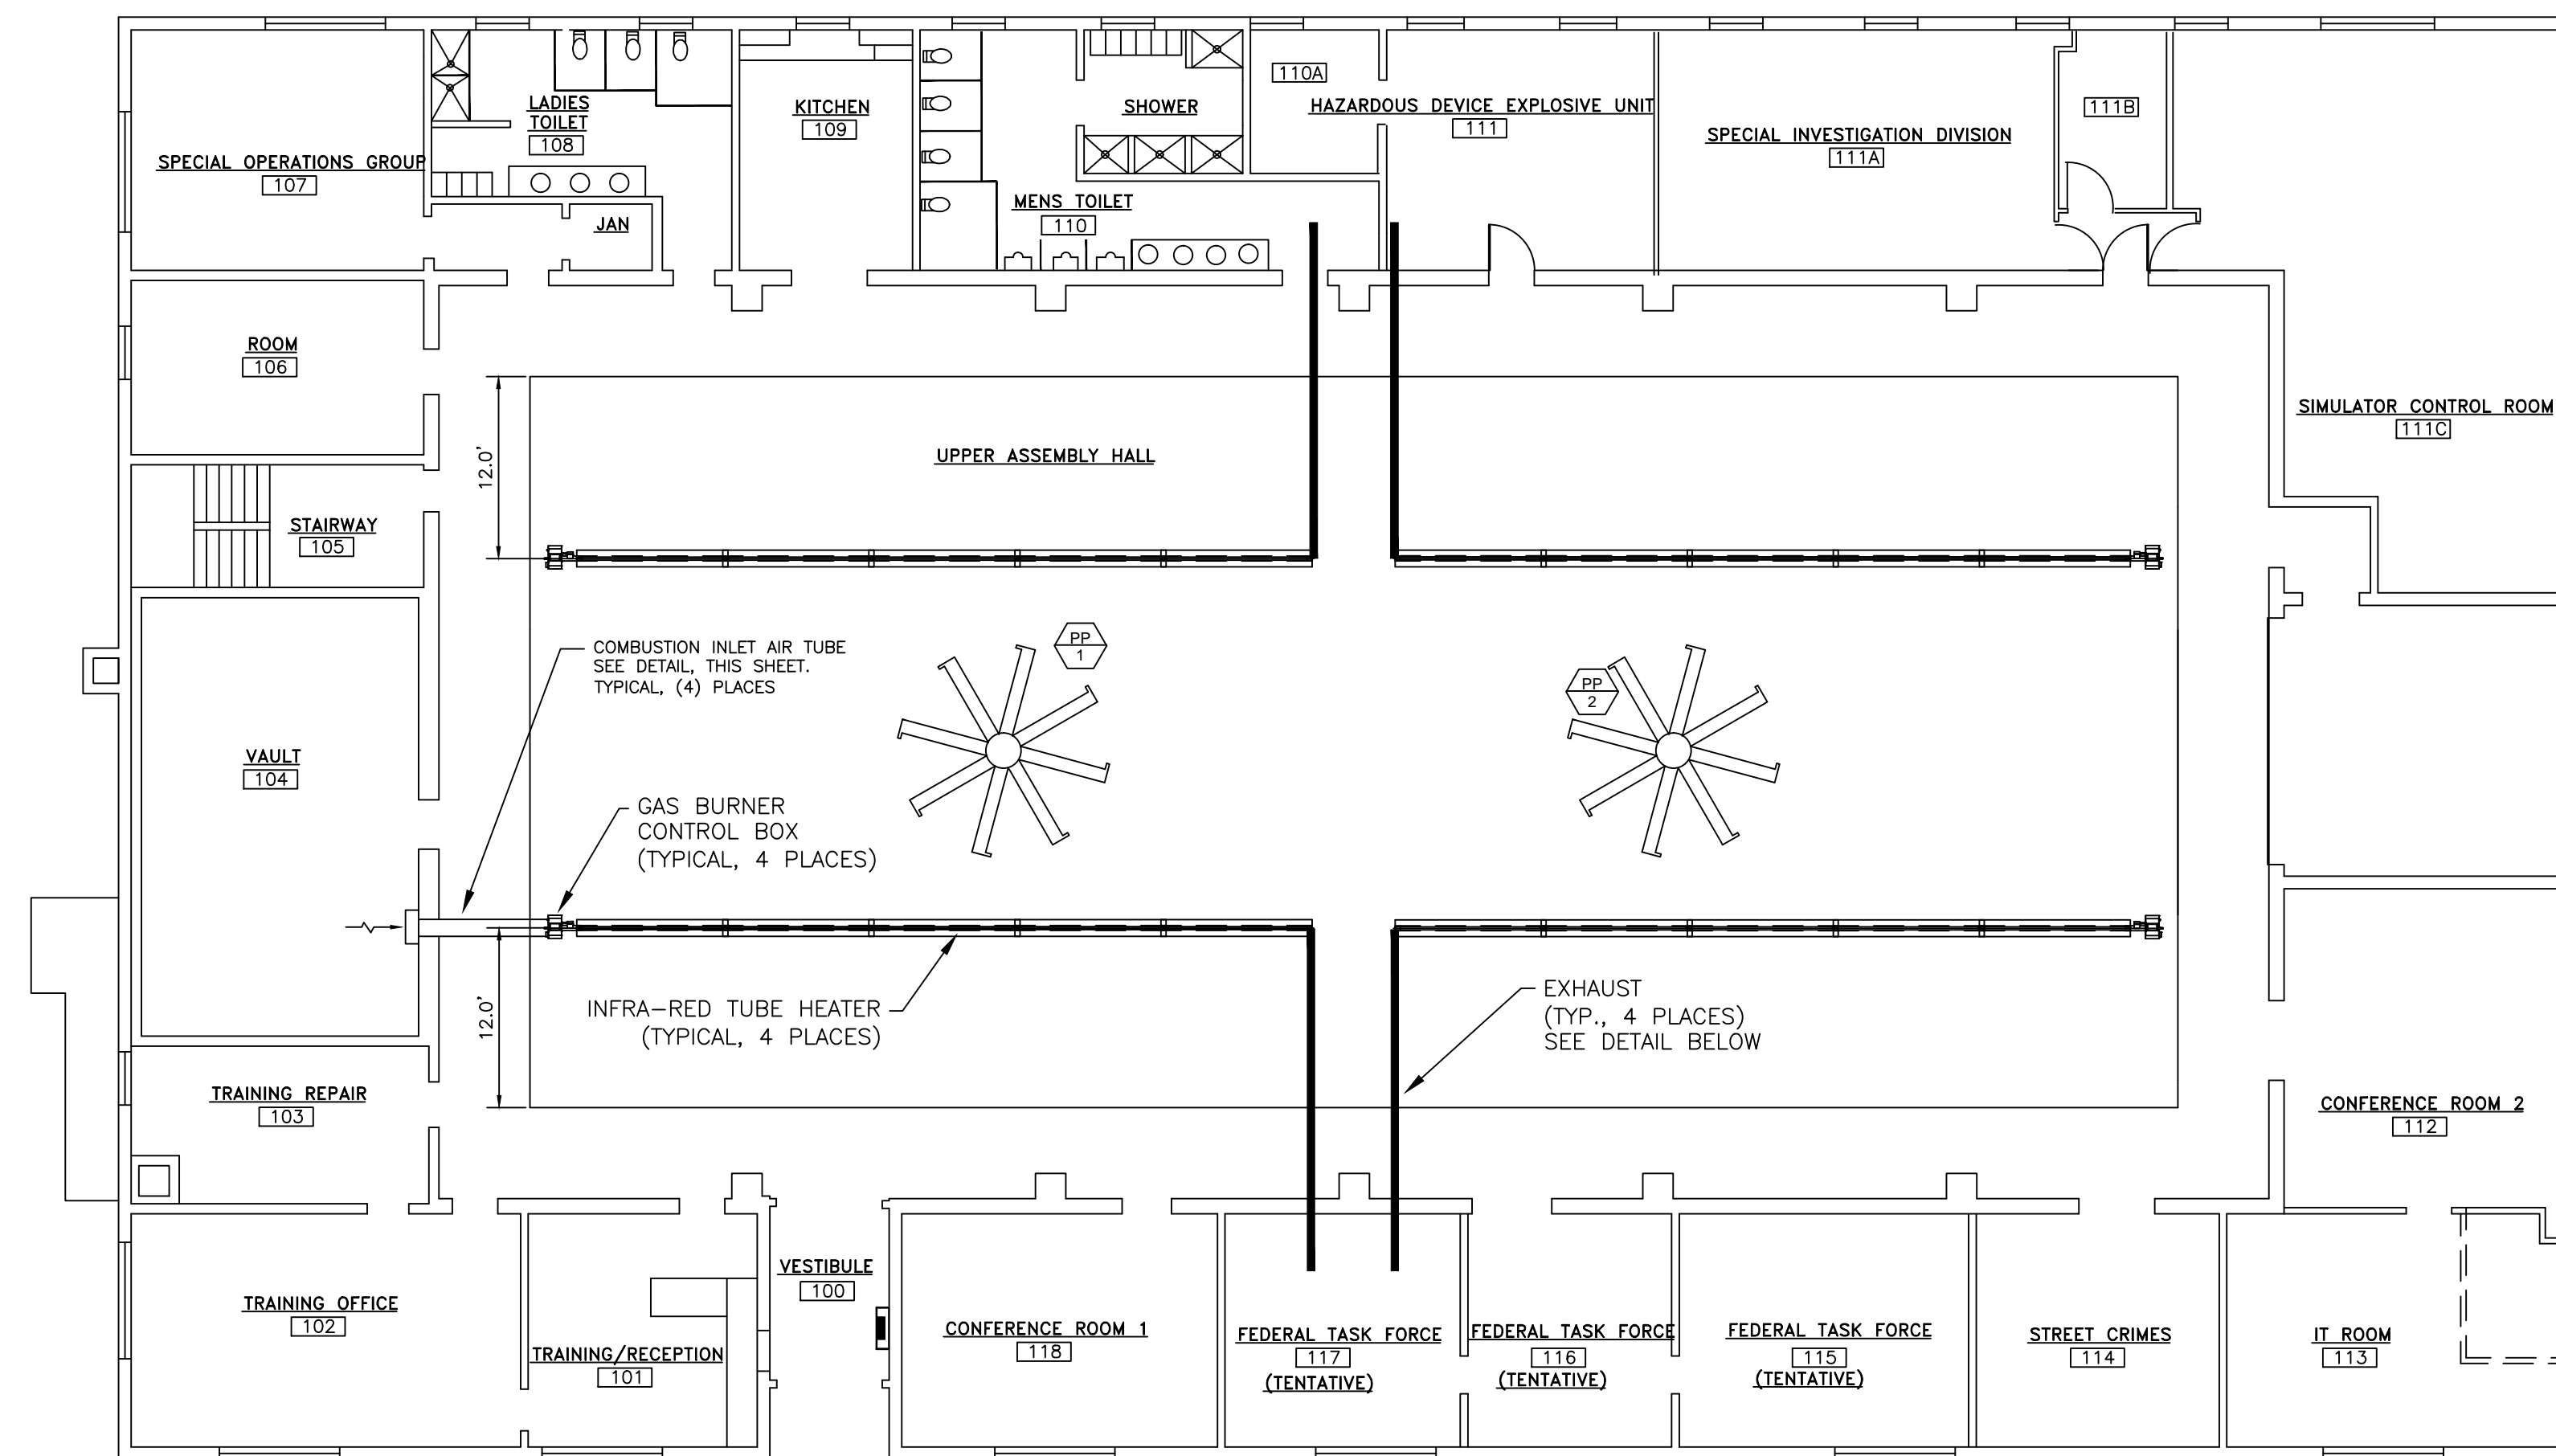 LADIES
TOILET
108
KITCHEN
109
SHOWER
110A
HAZARDOUS DEVICE EXPLOSIVE UNIT
111
SPECIAL INVESTIGATION DIVISION
111A
111B
SPECIAL OPERATIONS GROUP
107
JAN
MENS TOILET
110
ROOM
106
SIMULATOR CONTROL ROOM
111C
12.0'
UPPER ASSEMBLY HALL
STAIRWAY
105
COMBUSTION INLET AIR TUBE
SEE DETAIL, THIS SHEET.
TYPICAL, (4) PLACES
PP
1
PP
2
VAULT
104
GAS BURNER
CONTROL BOX
(TYPICAL, 4 PLACES)
12.0'
INFRA-RED TUBE HEATER
(TYPICAL, 4 PLACES)
EXHAUST
(TYP., 4 PLACES)
SEE DETAIL BELOW
TRAINING REPAIR
103
CONFERENCE ROOM 2
112
VESTIBULE
100
TRAINING OFFICE
102
TRAINING/RECEPTION
101
CONFERENCE ROOM 1
118
FEDERAL TASK FORCE
117
(TENTATIVE)
FEDERAL TASK FORCE
116
(TENTATIVE)
FEDERAL TASK FORCE
115
(TENTATIVE)
STREET CRIMES
114
IT ROOM
113